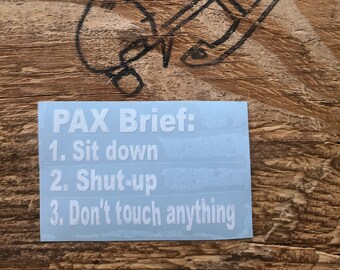 PAX Brief:
1. Sit down
2. Shut-up
3. Don't touch anything